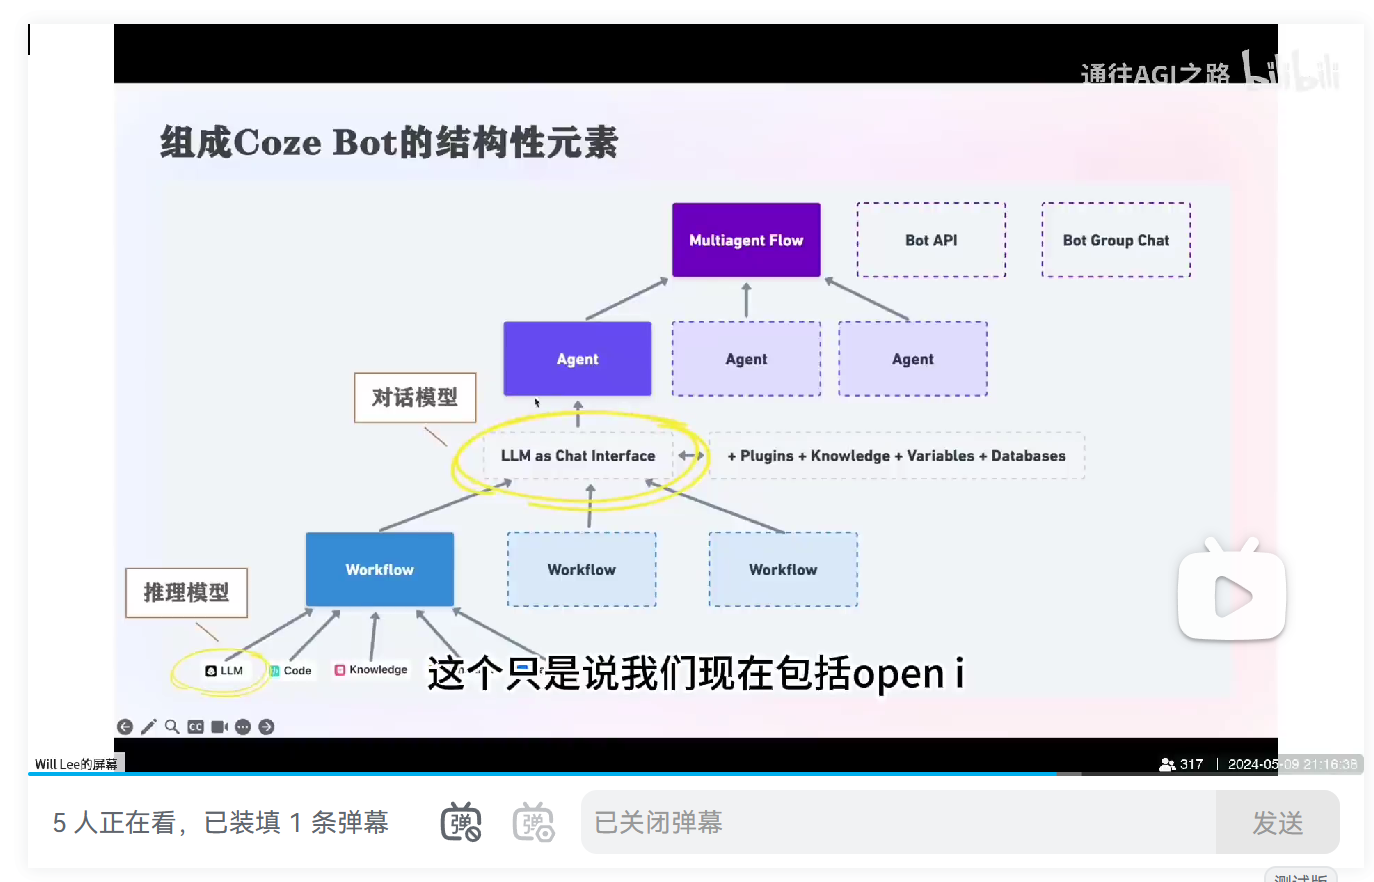 通往AGI之路 bilibili
组成Coze Bot的结构性元素
Multiagent Flow
Bot API
Bot Group Chat
Agent
Agent
Agent
对话模型
LLM as Chat Interface
+ Plugins + Knowledge + Variables + Databases
Workflow
Workflow
Workflow
推理模型
LLM
Code
Knowledge
这个只是说我们现在包括open i
CC
Will Lee的屏幕
317 | 2024-05-09 21:16:38
5 人正在看，已装填 1 条弹幕
弹
弹
已关闭弹幕
发送
测试版